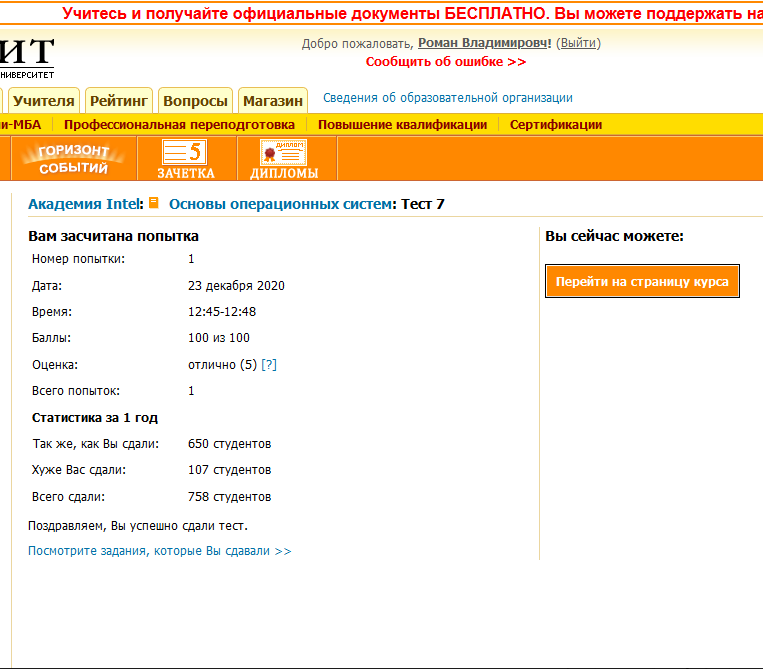 Учитесь и получайте официальные документы БЕСПЛАТНО. Вы можете поддержать на
ИТ
НИВЕРСИТЕТ
Добро пожаловать, Роман Владимировч! (Выйти)
Сообщить об ошибке >>
Учителя Рейтинг Вопросы Магазин Сведения об образовательной организации
и-МБА Профессиональная переподготовка Повышение квалификации Сертификации
ГОРИЗОНТ СОБЫТИЙ
5
ЗАЧЕТКА
ДИПЛОМ
ДИПЛОМЫ
Академия Intel: Основы операционных систем: Тест 7
Вам засчитана попытка
Номер попытки: 1
Дата: 23 декабря 2020
Время: 12:45-12:48
Баллы: 100 из 100
Оценка: отлично (5) [?]
Всего попыток: 1
Статистика за 1 год
Так же, как Вы сдали: 650 студентов
Хуже Вас сдали: 107 студентов
Всего сдали: 758 студентов
Поздравляем, Вы успешно сдали тест.
Посмотрите задания, которые Вы сдавали >>
Вы сейчас можете:
Перейти на страницу курса